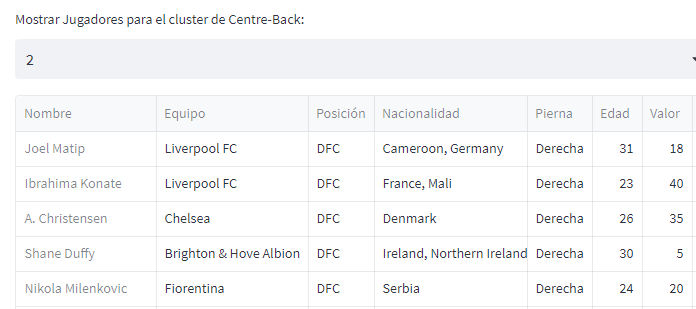 Mostrar Jugadores para el cluster de Centre-Back:
2
Nombre Equipo Posición Nacionalidad Pierna Edad Valor
Joel Matip Liverpool FC DFC Cameroon, Germany Derecha 31 18
Ibrahima Konate Liverpool FC DFC France, Mali Derecha 23 40
A. Christensen Chelsea DFC Denmark Derecha 26 35
Shane Duffy Brighton & Hove Albion DFC Ireland, Northern Ireland Derecha 30 5
Nikola Milenkovic Fiorentina DFC Serbia Derecha 24 20